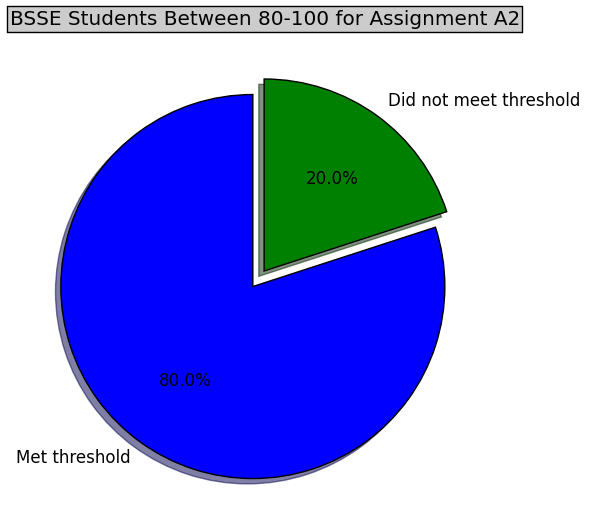 BSSE Students Between 80-100 for Assignment A2
Did not meet threshold
20.0%
80.0%
Met threshold